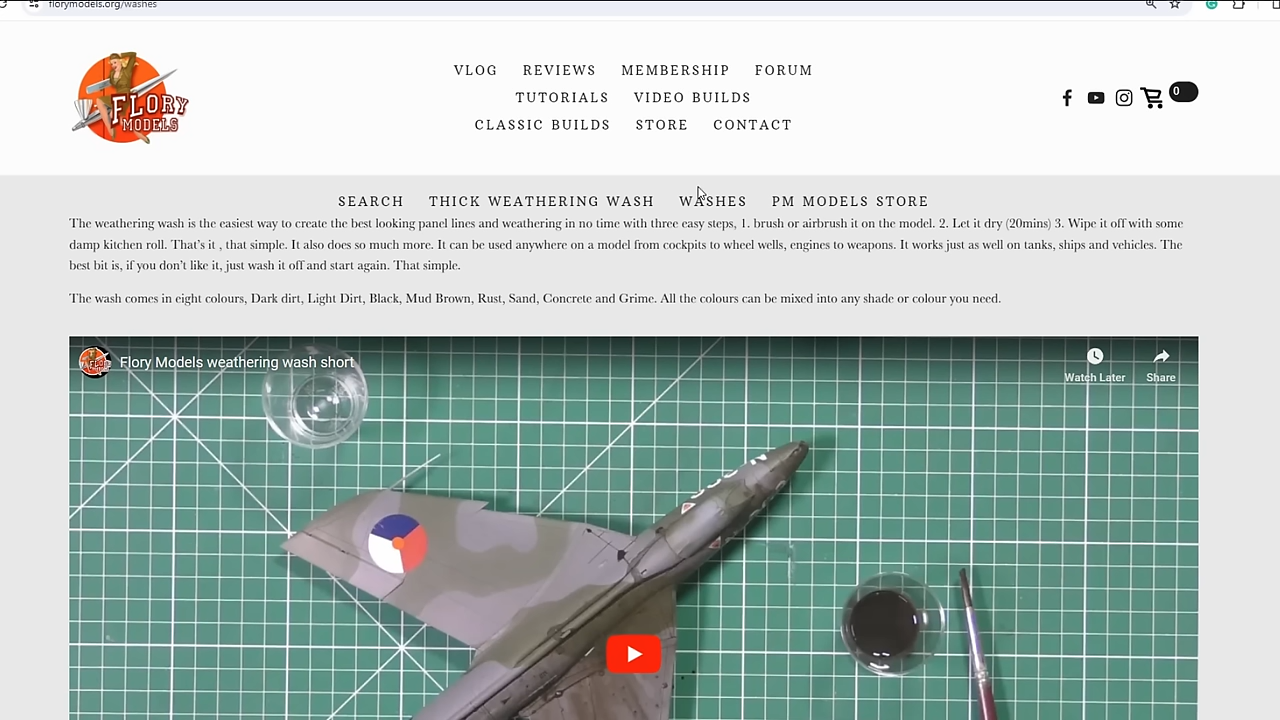 florymodels.org/washes
VLOG REVIEWS MEMBERSHIP FORUM
TUTORIALS VIDEO BUILDS
CLASSIC BUILDS STORE CONTACT
FLORY
MODELS
0
SEARCH THICK WEATHERING WASH WASHES PM MODELS STORE
The weathering wash is the easiest way to create the best looking panel lines and weathering in no time with three easy steps, 1. brush or airbrush it on the model. 2. Let it dry (20mins) 3. Wipe it off with some
damp kitchen roll. That's it , that simple. It also does so much more. It can be used anywhere on a model from cockpits to wheel wells, engines to weapons. It works just as well on tanks, ships and vehicles. The
best bit is, if you don't like it, just wash it off and start again. That simple.
The wash comes in eight colours, Dark dirt, Light Dirt, Black, Mud Brown, Rust, Sand, Concrete and Grime. All the colours can be mixed into any shade or colour you need.
Flory Models weathering wash short
Watch Later Share